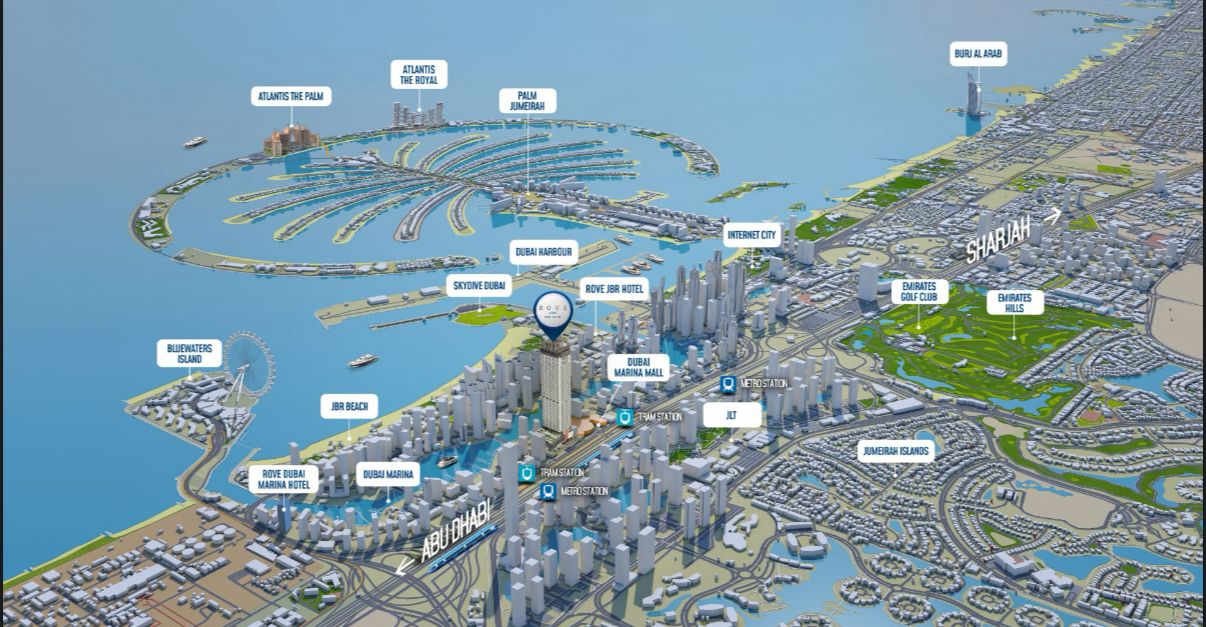 BURJ AL ARAB
ATLANTIS
THE ROYAL
ATLANTIS THE PALM
PALM
JUMEIRAH
SHARJAH
INTERNET CITY
DUBAI HARBOUR
SKYDIVE DUBAI
ROVE JBR HOTEL
EMIRATES
GOLF CLUB
EMIRATES
HILLS
ROVE
BLUEWATERS
ISLAND
DUBAI
MARINA MALL
METRO STATION
JBR BEACH
TRAM STATION
JLT
JUMEIRAH ISLANDS
ROVE DUBAI
MARINA HOTEL
DUBAI MARINA
TRAM STATION
METRO STATION
ABU DHABI